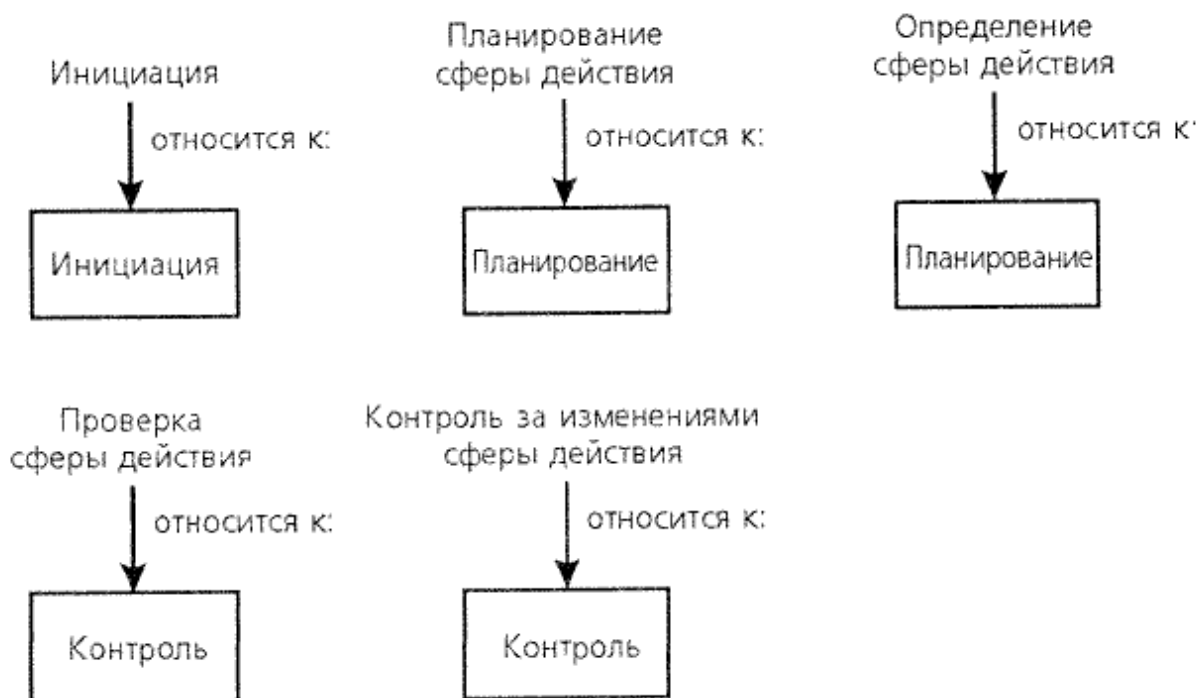 Инициация
относится к:
Инициация
Планирование
сферы действия
относится к:
Планирование
Определение
сферы действия
относится к:
Планирование
Проверка
сферы действия
относится к:
Контроль
Контроль за изменениями
сферы действия
относится к:
Контроль